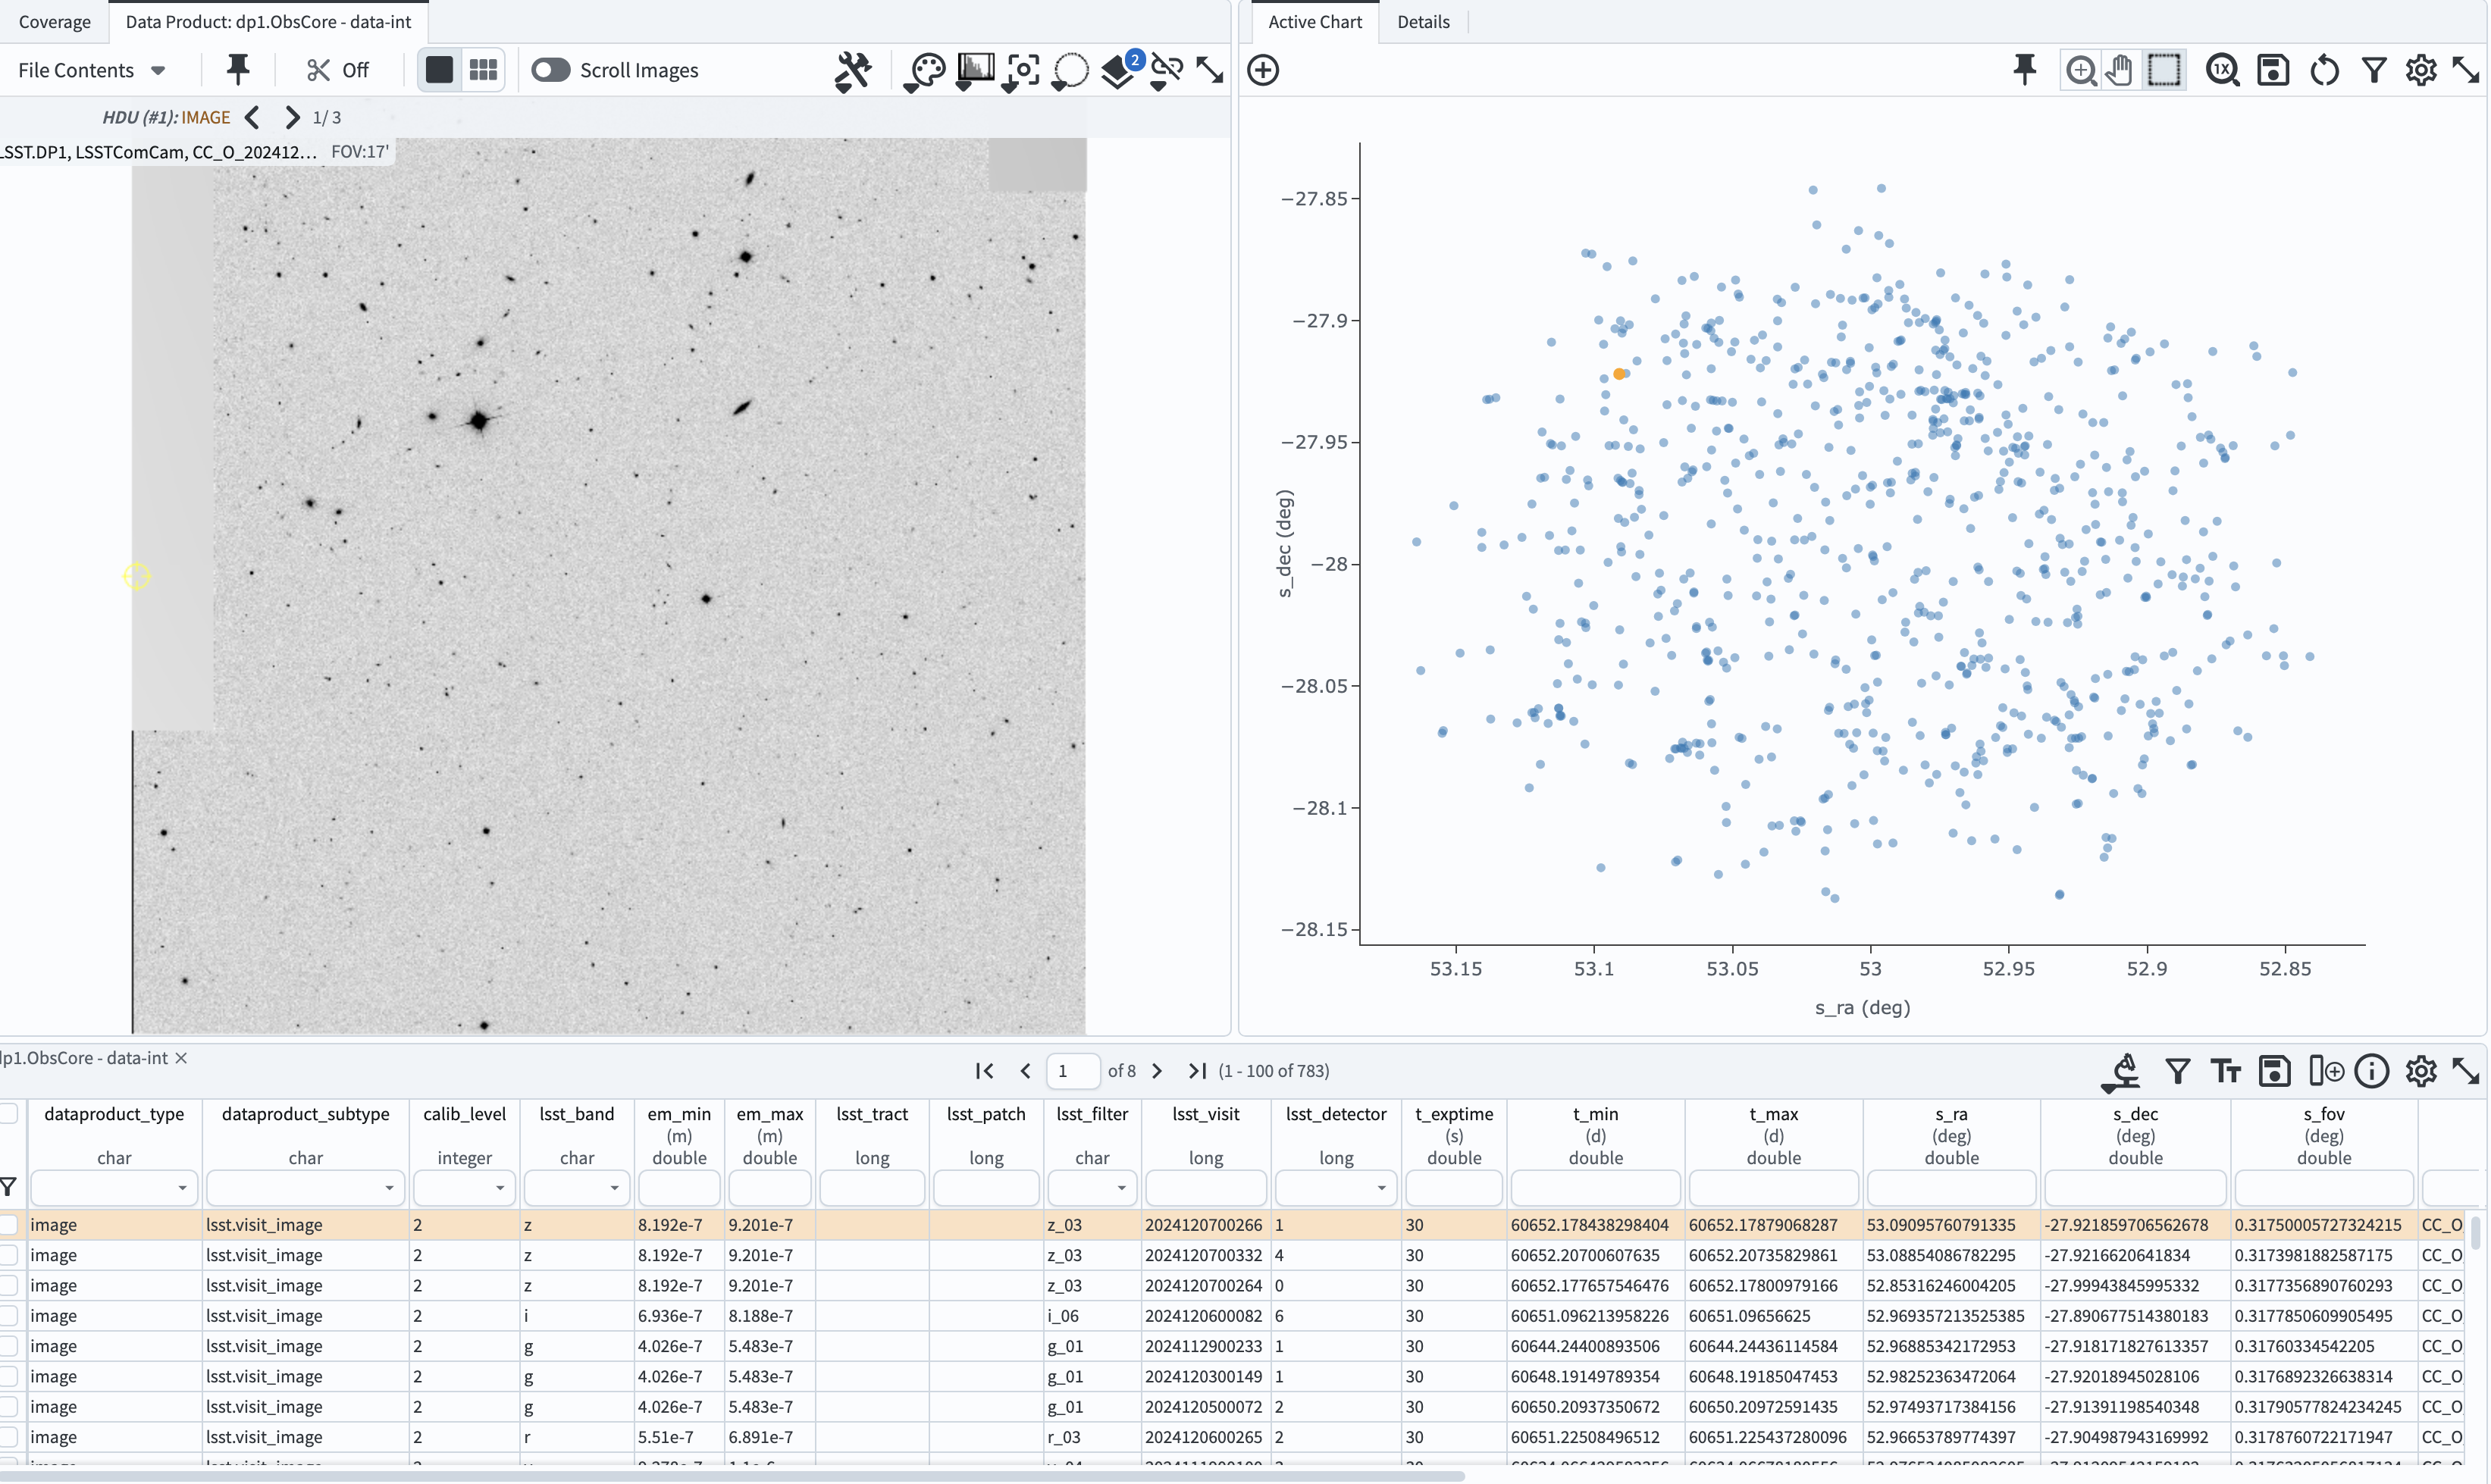 Coverage Data Product: dp1.ObsCore - data-int
File Contents Off Scroll Images 2
HDU (#1): IMAGE 1/ 3
LSST.DP1, LSSTComCam, CC_O_202412... FOV:17'
Active Chart Details
1X
−27.85
−27.9
−27.95
−28
−28.05
−28.1
−28.15
s_dec (deg)
53.15 53.1 53.05 53 52.95 52.9 52.85
s_ra (deg)
dp1.ObsCore - data-int
1 of 8 (1 - 100 of 783)
dataproduct_type dataproduct_subtype calib_level lsst_band em_min em_max lsst_tract lsst_patch lsst_filter lsst_visit lsst_detector t_exptime t_min t_max s_ra s_dec s_fov
(m) (m) (s) (d) (d) (deg) (deg) (deg)
char char integer char double double long long char long long double double double double double double
image lsst.visit_image 2 z 8.192e-7 9.201e-7 z_03 2024120700266 1 30 60652.178438298404 60652.17879068287 53.09095760791335 -27.921859706562678 0.31750005727324215 CC_O
image lsst.visit_image 2 z 8.192e-7 9.201e-7 z_03 2024120700332 4 30 60652.20700607635 60652.20735829861 53.08854086782295 -27.9216620641834 0.3173981882587175 CC_O
image lsst.visit_image 2 z 8.192e-7 9.201e-7 z_03 2024120700264 0 30 60652.177657546476 60652.17800979166 52.85316246004205 -27.99943845995332 0.3177356890760293 CC_O
image lsst.visit_image 2 i 6.936e-7 8.188e-7 i_06 2024120600082 6 30 60651.096213958226 60651.09656625 52.969357213525385 -27.890677514380183 0.3177850609905495 CC_O
image lsst.visit_image 2 g 4.026e-7 5.483e-7 g_01 2024112900233 1 30 60644.24400893506 60644.24436114584 52.96885342172953 -27.918171827613357 0.31760334542205 CC_O
image lsst.visit_image 2 g 4.026e-7 5.483e-7 g_01 2024120300149 1 30 60648.19149789354 60648.19185047453 52.98252363472064 -27.92018945028106 0.3176892326638314 CC_O
image lsst.visit_image 2 g 4.026e-7 5.483e-7 g_01 2024120500072 2 30 60650.20937350672 60650.20972591435 52.97493717384156 -27.91391198540348 0.31790577824234245 CC_O
image lsst.visit_image 2 r 5.51e-7 6.891e-7 r_03 2024120600265 2 30 60651.22508496512 60651.225437280096 52.96653789774397 -27.904987943169992 0.3178760722171947 CC_O